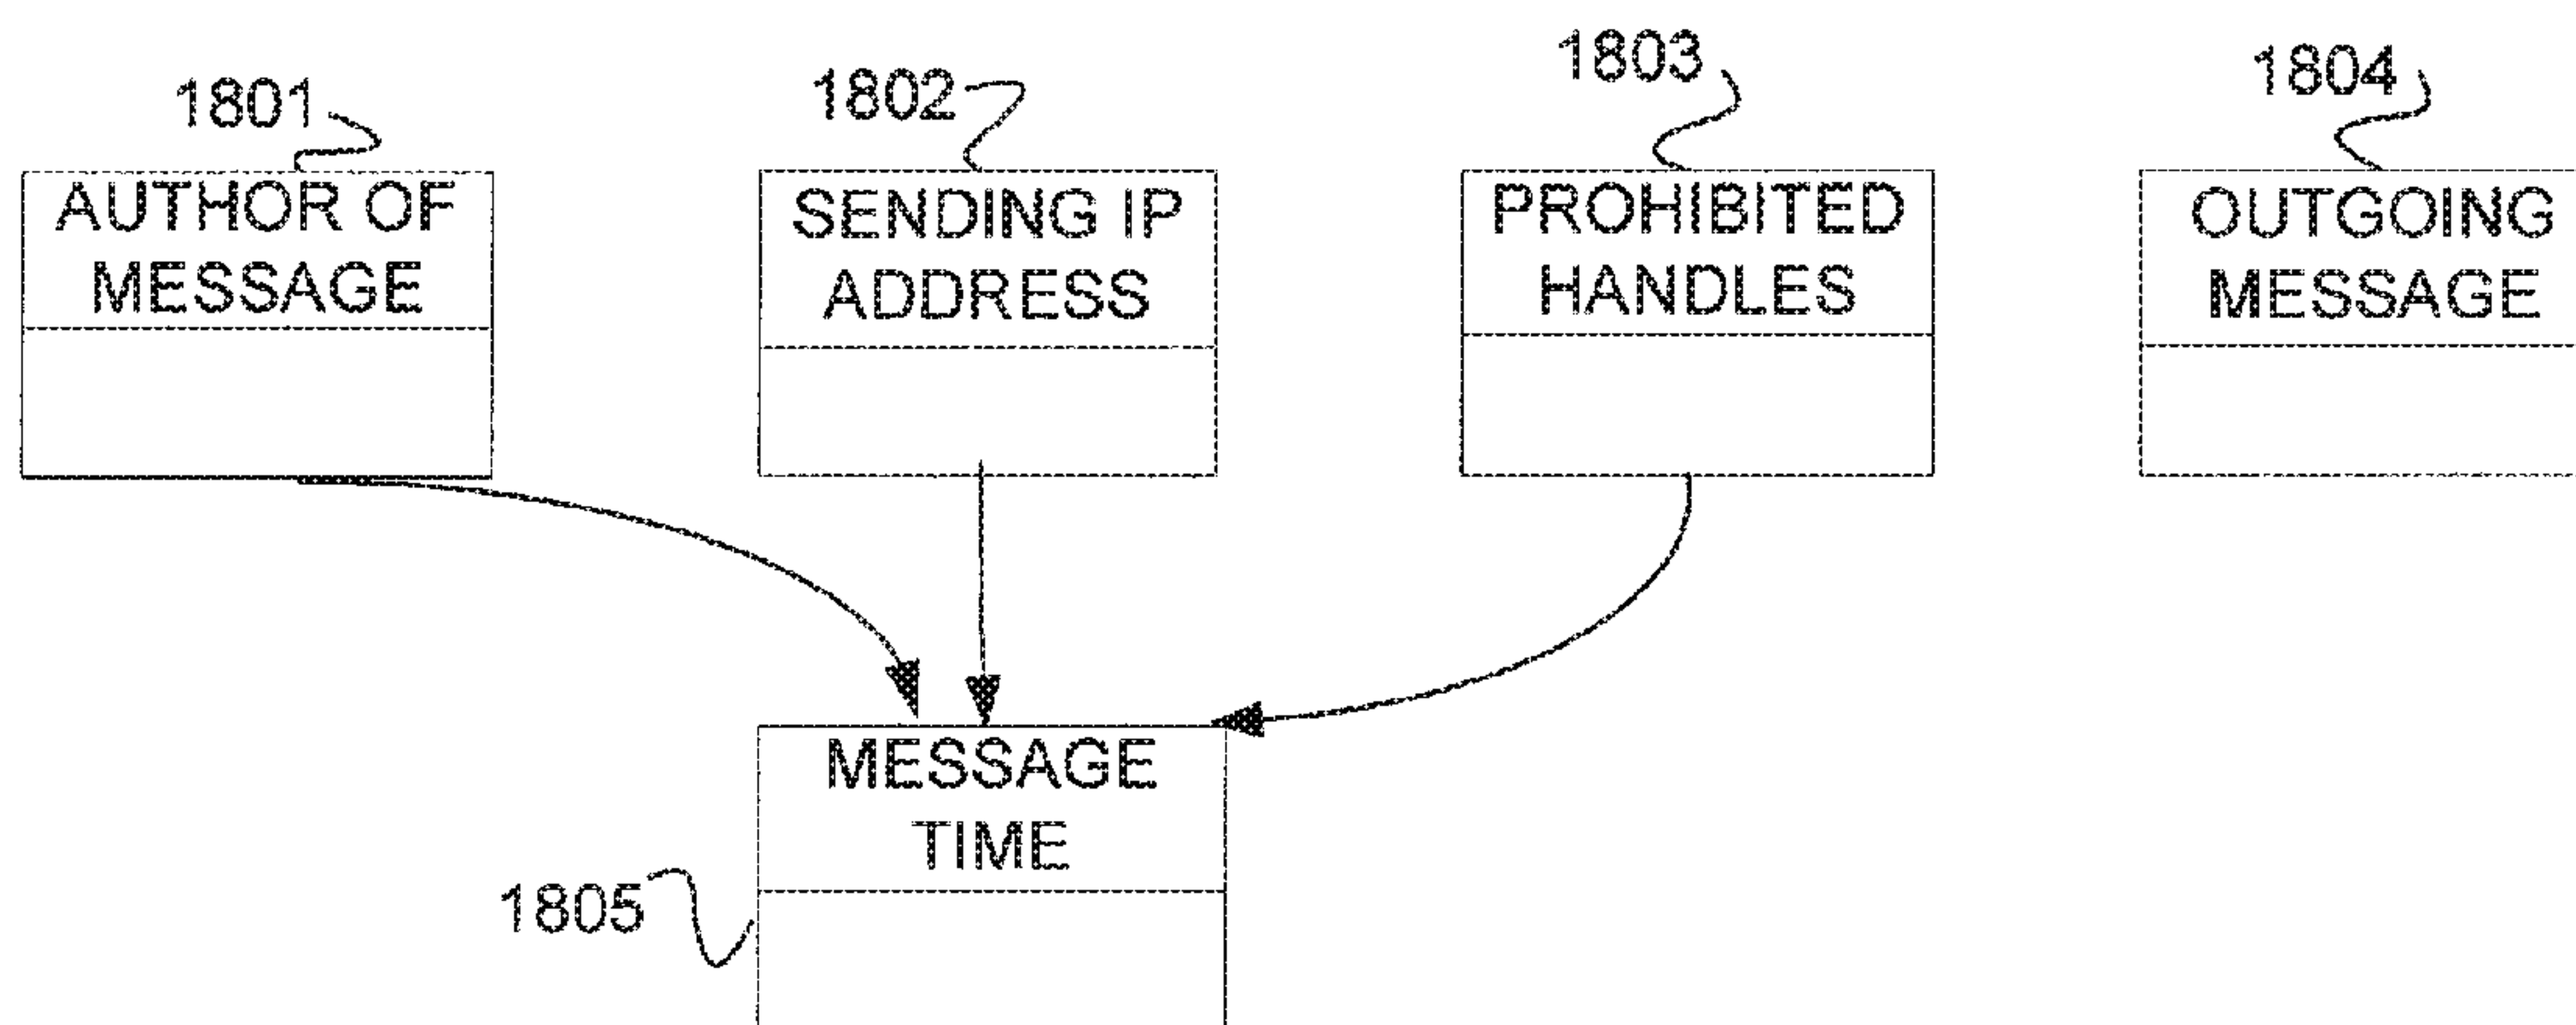 1801
1802
1803
1804
AUTHOR OF
MESSAGE
SENDING IP
ADDRESS
PROHIBITED
HANDLES
OUTGOING
MESSAGE
MESSAGE
TIME
1805